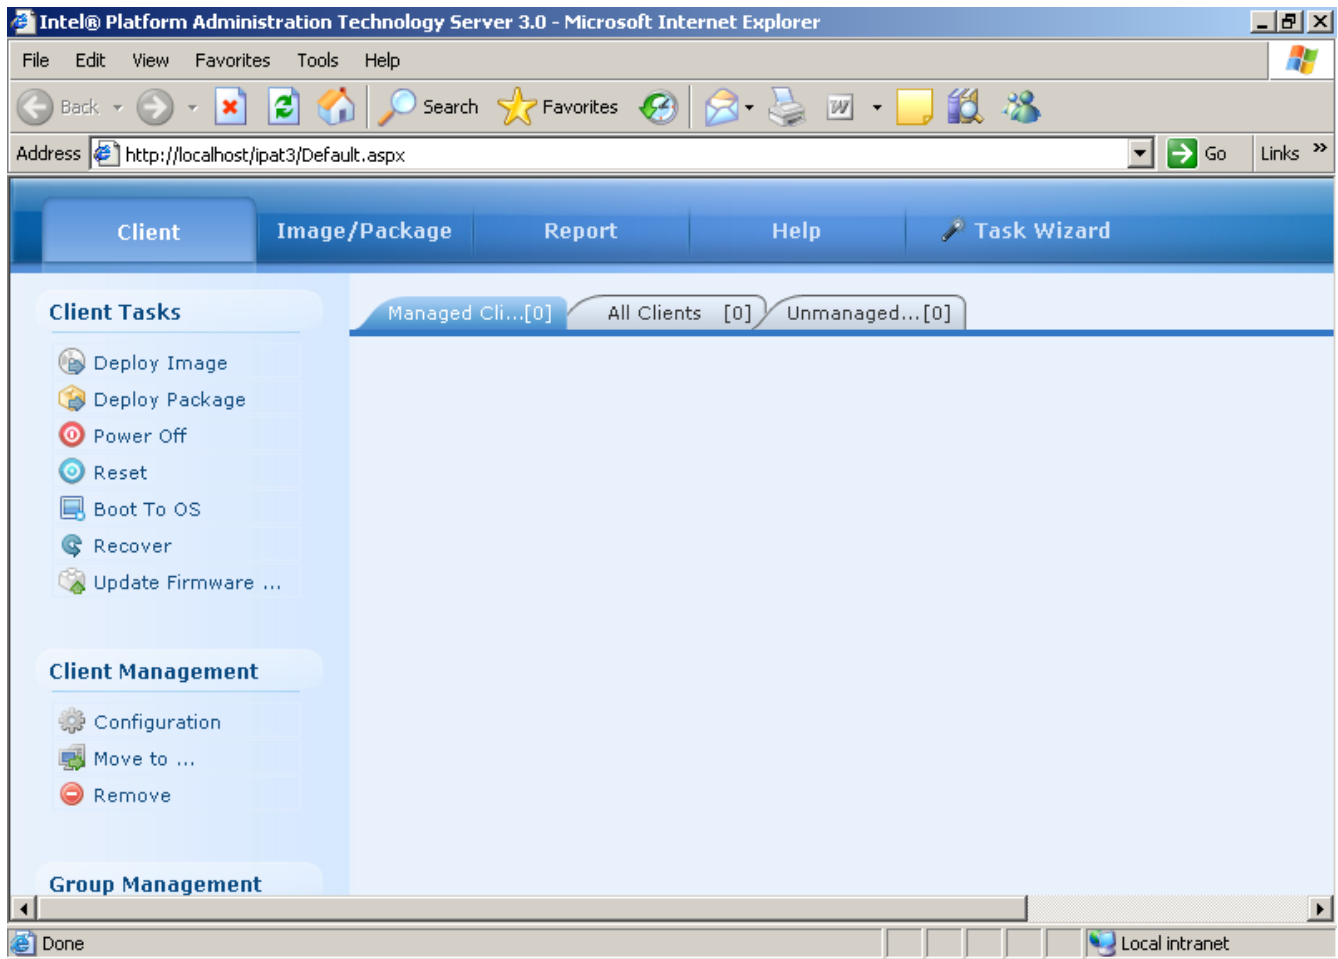 Intel® Platform Administration Technology Server 3.0 - Microsoft Internet Explorer
File Edit View Favorites Tools Help
Back Search Favorites W
Address http://localhost/ipat3/Default.aspx Go Links »
Client Image/Package Report Help Task Wizard
Client Tasks
Managed Cli...[0] All Clients [0] Unmanaged...[0]
Deploy Image
Deploy Package
Power Off
Reset
Boot To OS
Recover
Update Firmware ...
Client Management
Configuration
Move to ...
Remove
Group Management
Done Local intranet